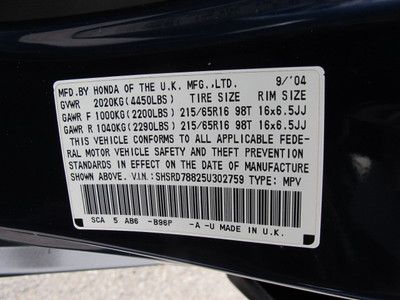 MFD.BY HONDA OF THE U.K. MFG.,LTD. 9/'04
GVWR 2020KG(4450LBS) TIRE SIZE RIM SIZE
GAWR F 1000KG(2200LBS) 215/65R16 98T 16x6.5JJ
GAWR R 1040KG(2290LBS) 215/65R16 98T 16x6.5JJ
THIS VEHICLE CONFORMS TO ALL APPLICABLE FEDE-
RAL MOTOR VEHICLE SAFETY AND THEFT PREVENTION
STANDARDS IN EFFECT ON THE DATE OF MANUFACTURE
SHOWN ABOVE. V.I.N.:SHSRD78825U302759 TYPE: MPV
SCA 5 AB6 -B96P -A -U MADE IN U.K.